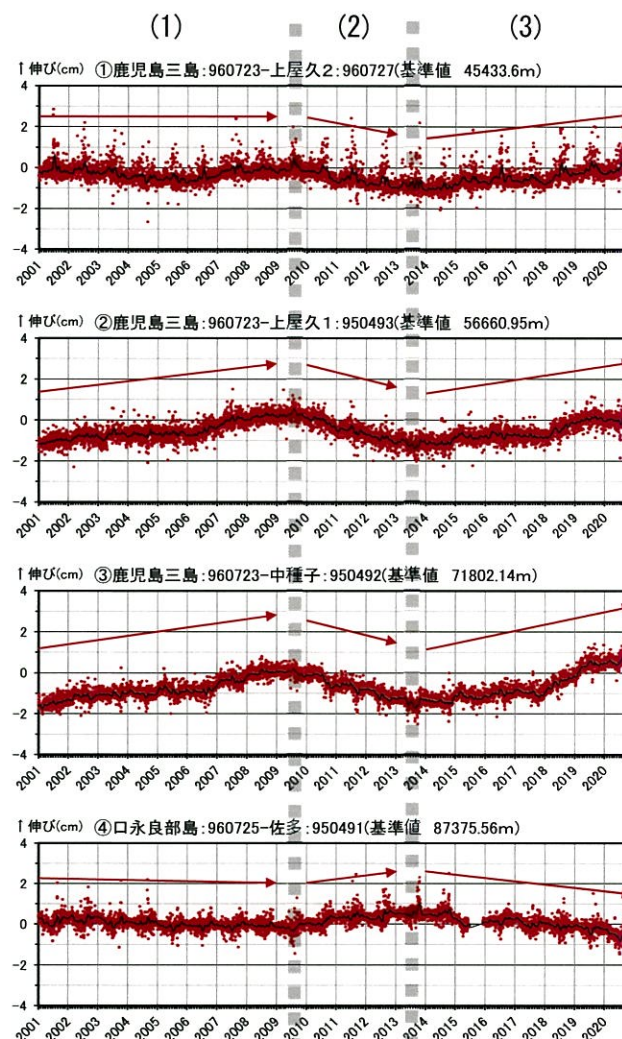 (1) (2) (3)
↑伸び(cm) ①鹿児島三島:960723-上屋久2:960727(基準値 45433.6m)
4
2
0
-2
-4
2001 2002 2003 2004 2005 2006 2007 2008 2009 2010 2011 2012 2013 2014 2015 2016 2017 2018 2019 2020
↑伸び(cm) ②鹿児島三島:960723-上屋久1:950493(基準値 56660.95m)
4
2
0
-2
-4
2001 2002 2003 2004 2005 2006 2007 2008 2009 2010 2011 2012 2013 2014 2015 2016 2017 2018 2019 2020
↑伸び(cm) ③鹿児島三島:960723-中種子:950492(基準値 71802.14m)
4
2
0
-2
-4
2001 2002 2003 2004 2005 2006 2007 2008 2009 2010 2011 2012 2013 2014 2015 2016 2017 2018 2019 2020
↑伸び(cm) ④口永良部島:960725-佐多:950491(基準値 87375.56m)
4
2
0
-2
-4
2001 2002 2003 2004 2005 2006 2007 2008 2009 2010 2011 2012 2013 2014 2015 2016 2017 2018 2019 2020